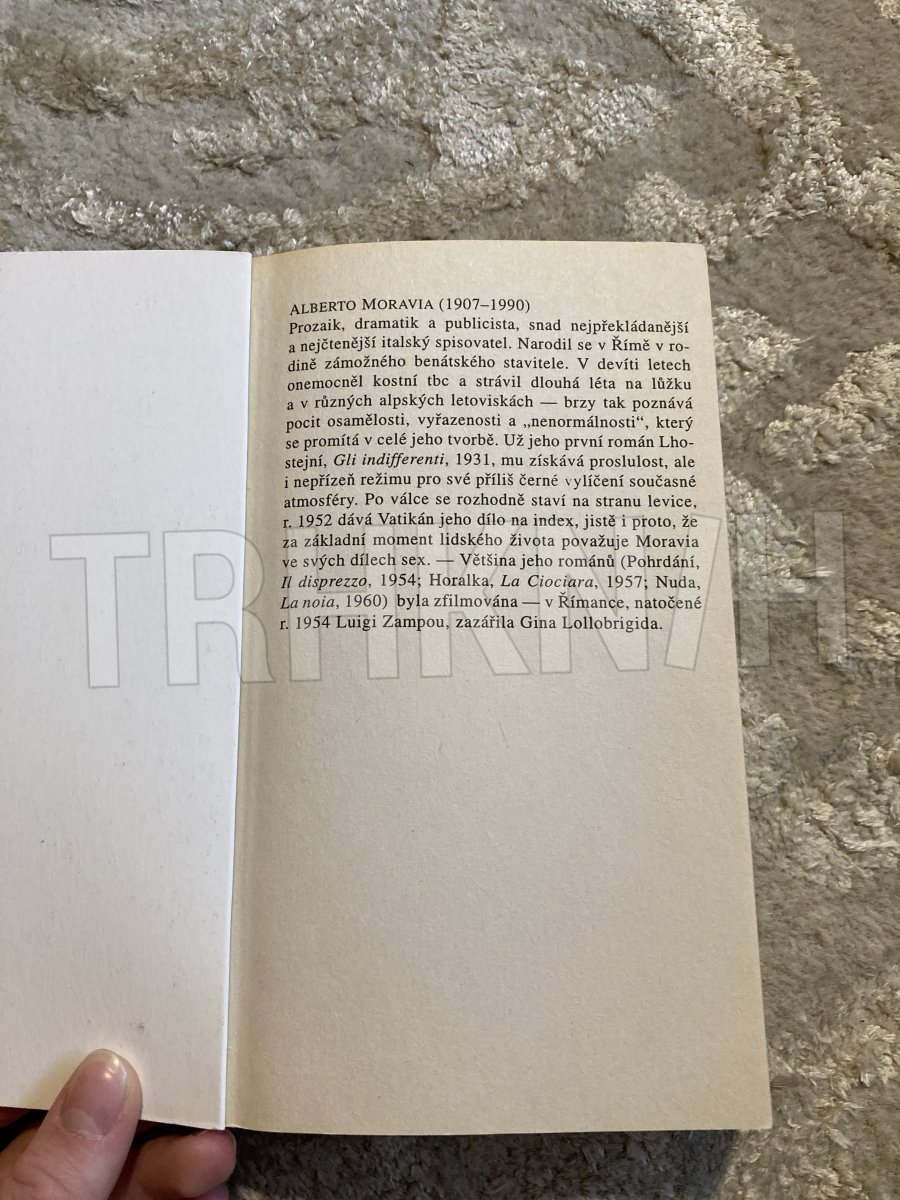 ALBERTO MORAVIA (1907–1990)
Prozaik, dramatik a publicista, snad nejpřekládanější
a nejčtenější italský spisovatel. Narodil se v Římě v ro-
dině zámožného benátského stavitele. V devíti letech
onemocněl kostní tbc a strávil dlouhá léta na lůžku
a v různých alpských letoviskách — brzy tak poznává
pocit osamělosti, vyřazenosti a „nenormálnosti“, který
se promítá v celé jeho tvorbě. Už jeho první román Lho-
stejní, Gli indifferenti, 1931, mu získává proslulost, ale
i nepřízeň režimu pro své příliš černé vylíčení současné
atmosféry. Po válce se rozhodně staví na stranu levice,
r. 1952 dává Vatikán jeho dílo na index, jistě i proto, že
za základní moment lidského života považuje Moravia
ve svých dílech sex. — Většina jeho románů (Pohrdání,
Il disprezzo, 1954; Horalka, La Ciociara, 1957; Nuda,
La noia, 1960) byla zfilmována — v Římance, natočené
r. 1954 Luigi Zampou, zazářila Gina Lollobrigida.
TRHKNIH